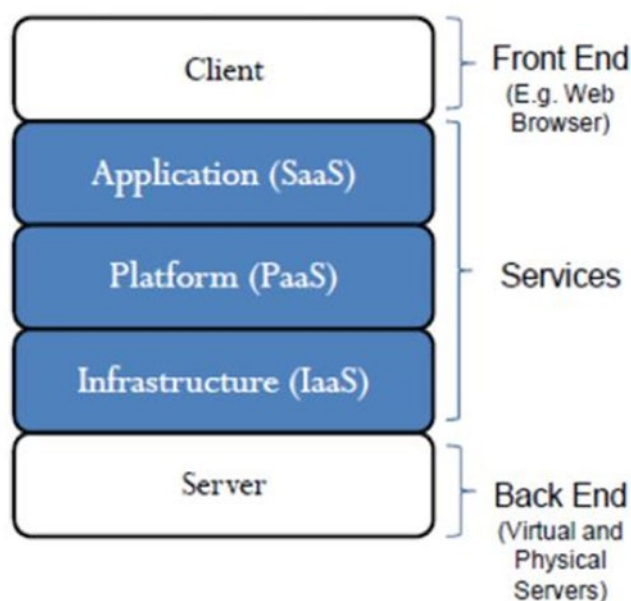 Client
Front End
(E.g. Web
Browser)
Application (SaaS)
Platform (PaaS)
Services
Infrastructure (IaaS)
Server
Back End
(Virtual and
Physical
Servers)